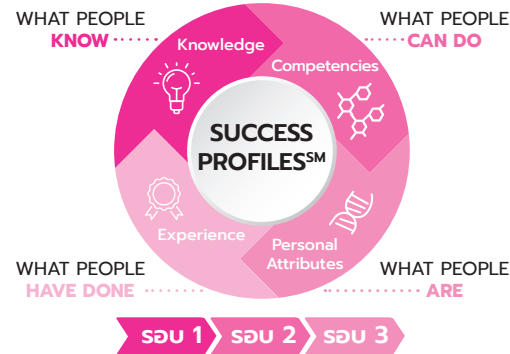 WHAT PEOPLE
KNOW
WHAT PEOPLE
CAN DO
Knowledge
Competencies
SUCCESS
PROFILES℠
Experience
Personal
Attributes
WHAT PEOPLE
HAVE DONE
WHAT PEOPLE
ARE
รอบ 1
รอบ 2
รอบ 3